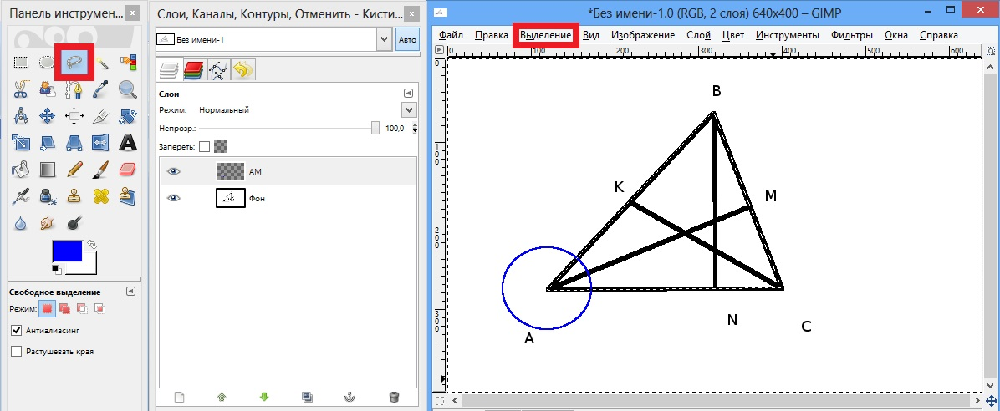 Панель инструмен...
Свободное выделение
Режим:
Антиалиасинг
Растушевать края
Слои, Каналы, Контуры, Отменить - Кисти...
Без имени-1
Авто
Слои
Режим: Нормальный
Непрозр.: 100,0
Запереть:
AM
Фон
*Без имени-1.0 (RGB, 2 слоя) 640x400 – GIMP
Файл Правка Выделение Вид Изображение Слой Цвет Инструменты Фильтры Окна Справка
0 100 200 300 400 500 600
0
100
200
300
B
K
M
N
C
A